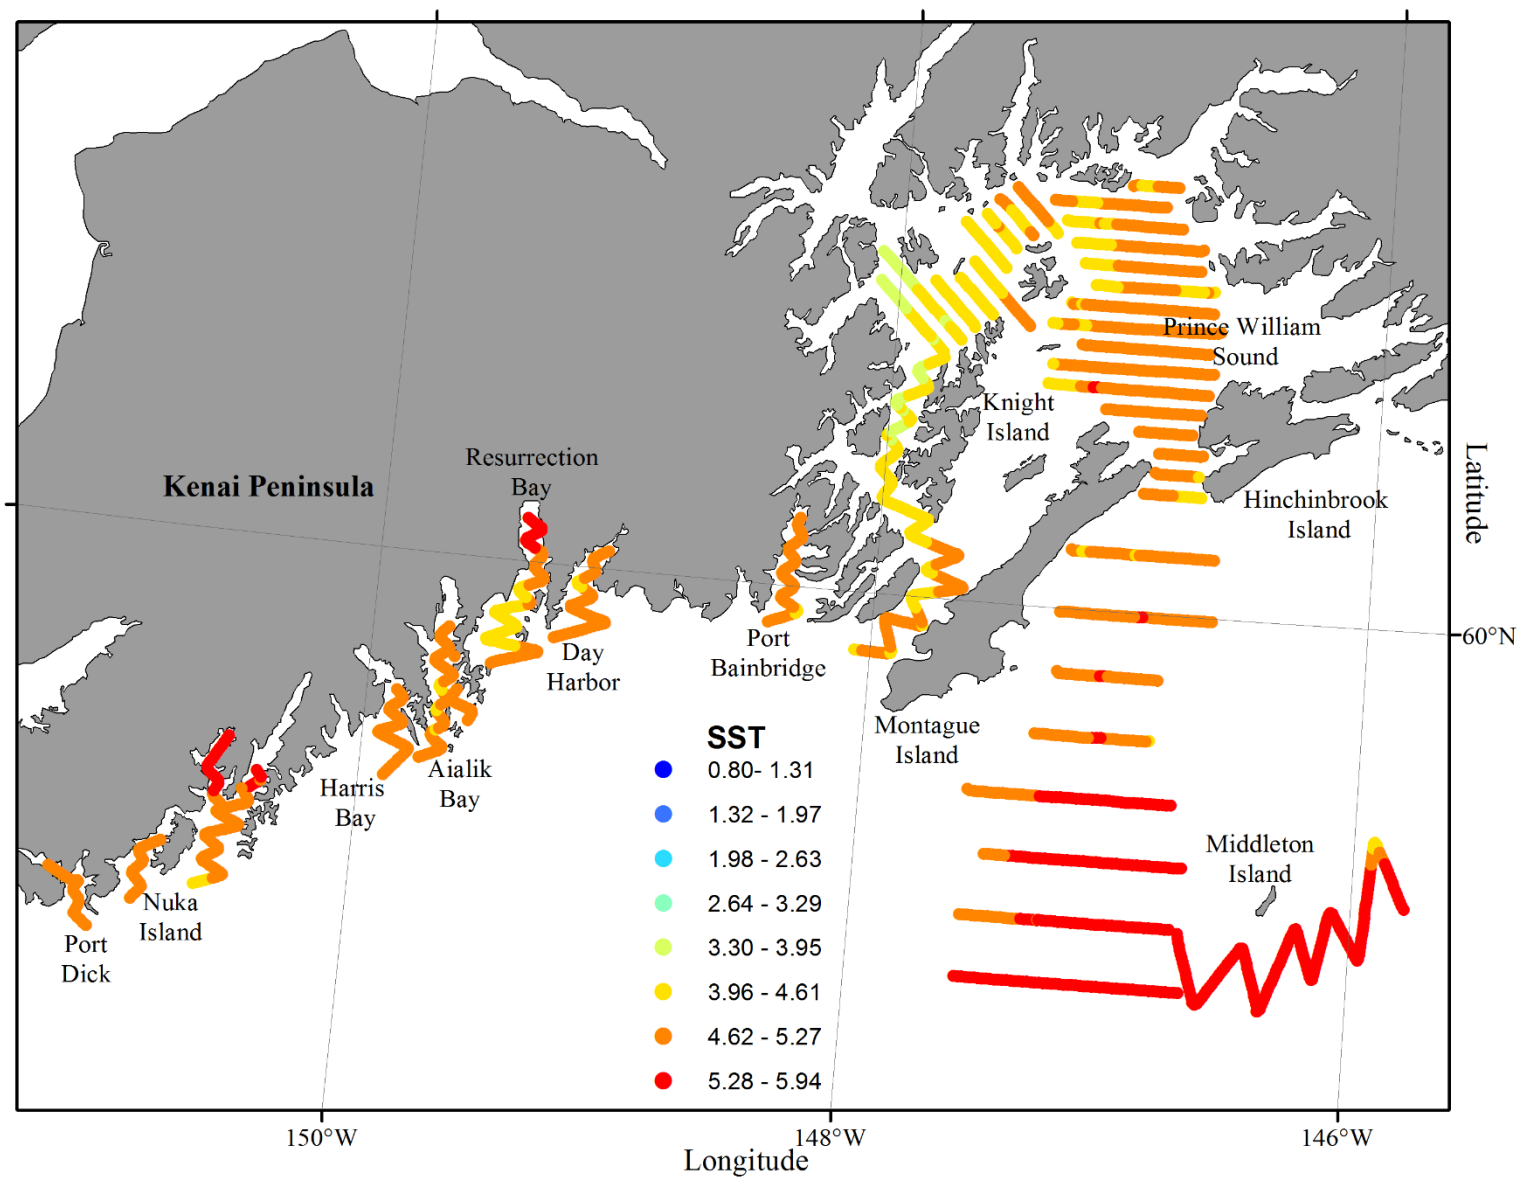 Prince William
Sound
Knight
Island
Resurrection
Bay
Kenai Peninsula
Hinchinbrook
Island
Latitude
60°N
Day
Harbor
Port
Bainbridge
Montague
Island
Aialik
Bay
Harris
Bay
Middleton
Island
Nuka
Island
Port
Dick
SST
0.80- 1.31
1.32 - 1.97
1.98 - 2.63
2.64 - 3.29
3.30 - 3.95
3.96 - 4.61
4.62 - 5.27
5.28 - 5.94
150°W
148°W
146°W
Longitude